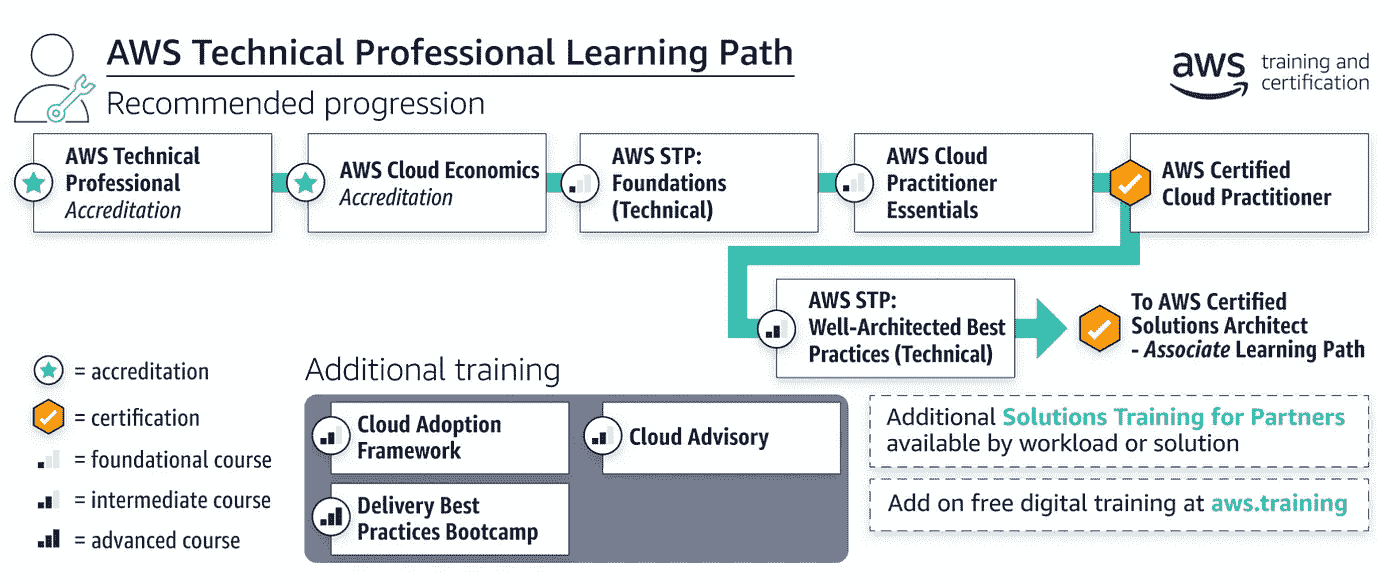 AWS Technical Professional Learning Path
Recommended progression
aws training and
certification
AWS Technical
Professional
Accreditation
AWS Cloud Economics
Accreditation
AWS STP:
Foundations
(Technical)
AWS Cloud
Practitioner
Essentials
AWS Certified
Cloud Practitioner
AWS STP:
Well-Architected Best
Practices (Technical)
To AWS Certified
Solutions Architect
- Associate Learning Path
= accreditation
= certification
= foundational course
= intermediate course
= advanced course
Additional training
Cloud Adoption
Framework
Cloud Advisory
Delivery Best
Practices Bootcamp
Additional Solutions Training for Partners
available by workload or solution
Add on free digital training at aws.training